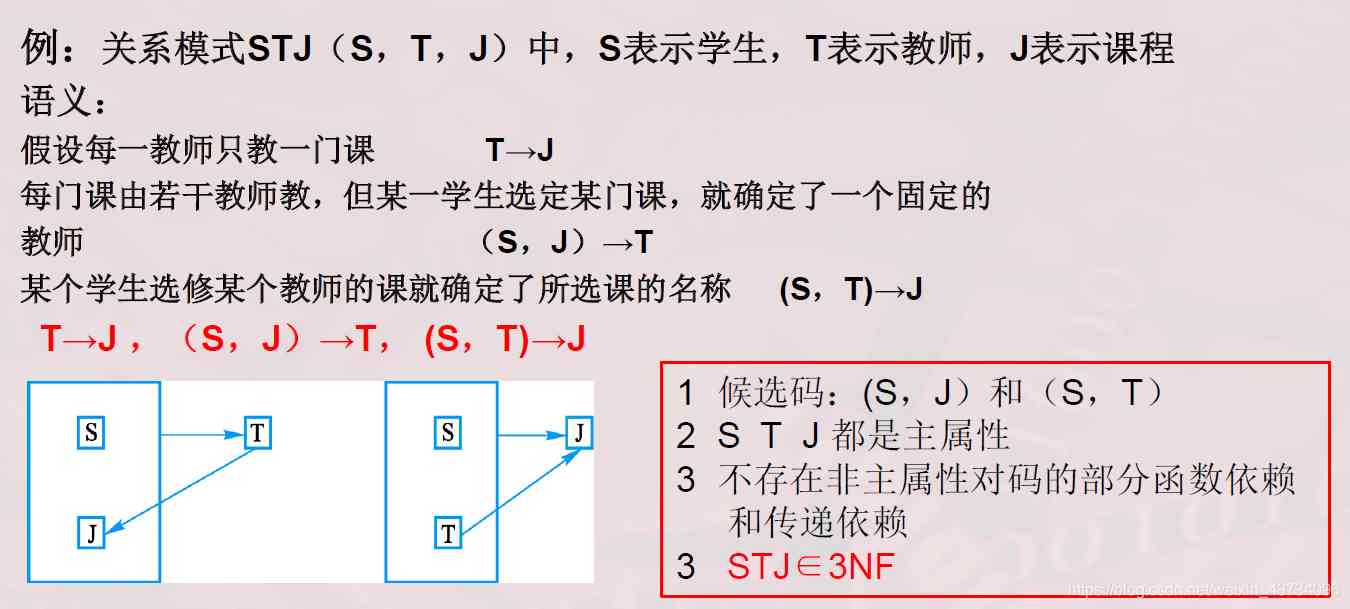 例：关系模式STJ（S，T，J）中，S表示学生，T表示教师，J表示课程
语义：
假设每一教师只教一门课 T→J
每门课由若干教师教，但某一学生选定某门课，就确定了一个固定的
教师 （S，J）→T
某个学生选修某个教师的课就确定了所选课的名称 (S，T)→J
T→J ，（S，J）→T， (S，T)→J
S T
J
S J
T
1 候选码：(S，J）和（S，T）
2 S T J 都是主属性
3 不存在非主属性对码的部分函数依赖
和传递依赖
3 STJ∈3NF